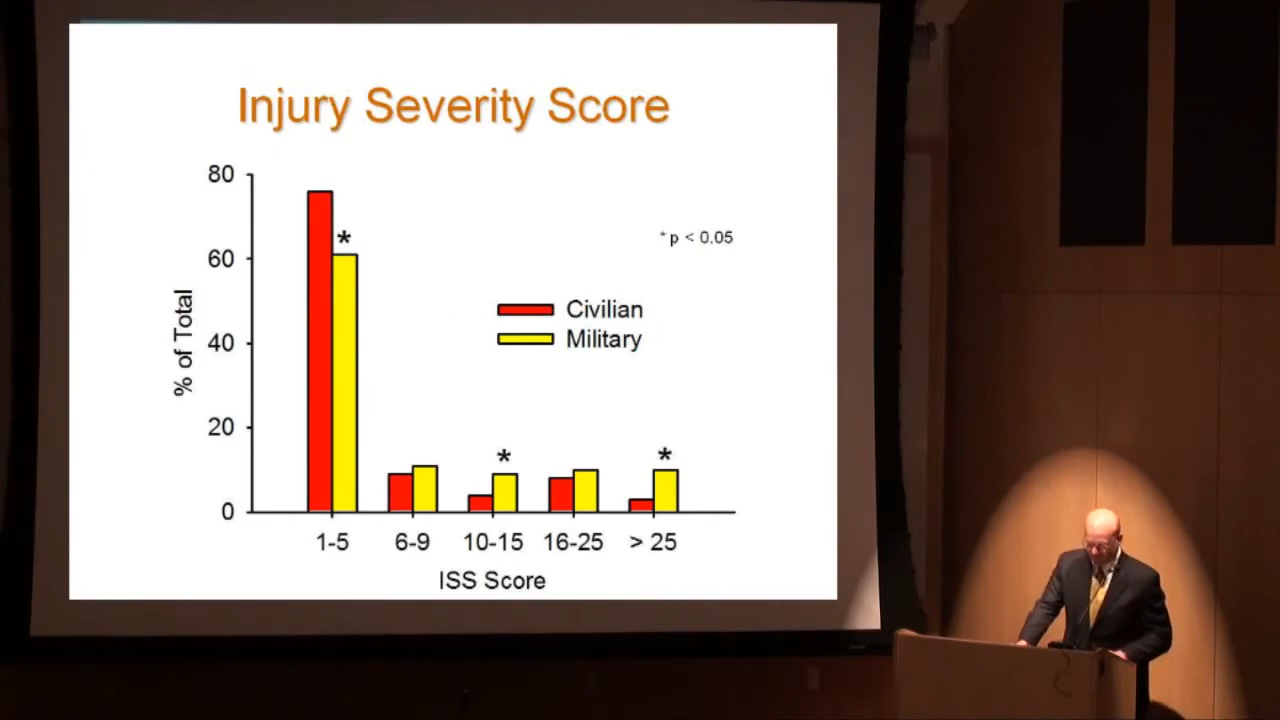 Injury Severity Score
80
60
40
20
0
% of Total
*
*
*
* p < 0.05
Civilian
Military
1-5 6-9 10-15 16-25 > 25
ISS Score